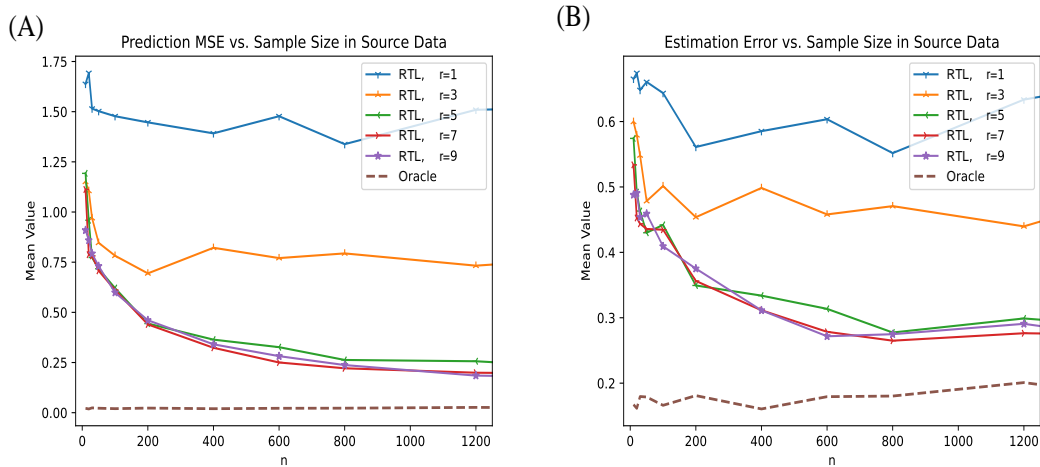 (A)
Prediction MSE vs. Sample Size in Source Data
Mean Value
1.75
1.50
1.25
1.00
0.75
0.50
0.25
0.00
0 200 400 600 800 1000 1200
n
RTL, r=1
RTL, r=3
RTL, r=5
RTL, r=7
RTL, r=9
Oracle
(B)
Estimation Error vs. Sample Size in Source Data
Mean Value
0.6
0.5
0.4
0.3
0.2
0 200 400 600 800 1000 1200
n
RTL, r=1
RTL, r=3
RTL, r=5
RTL, r=7
RTL, r=9
Oracle